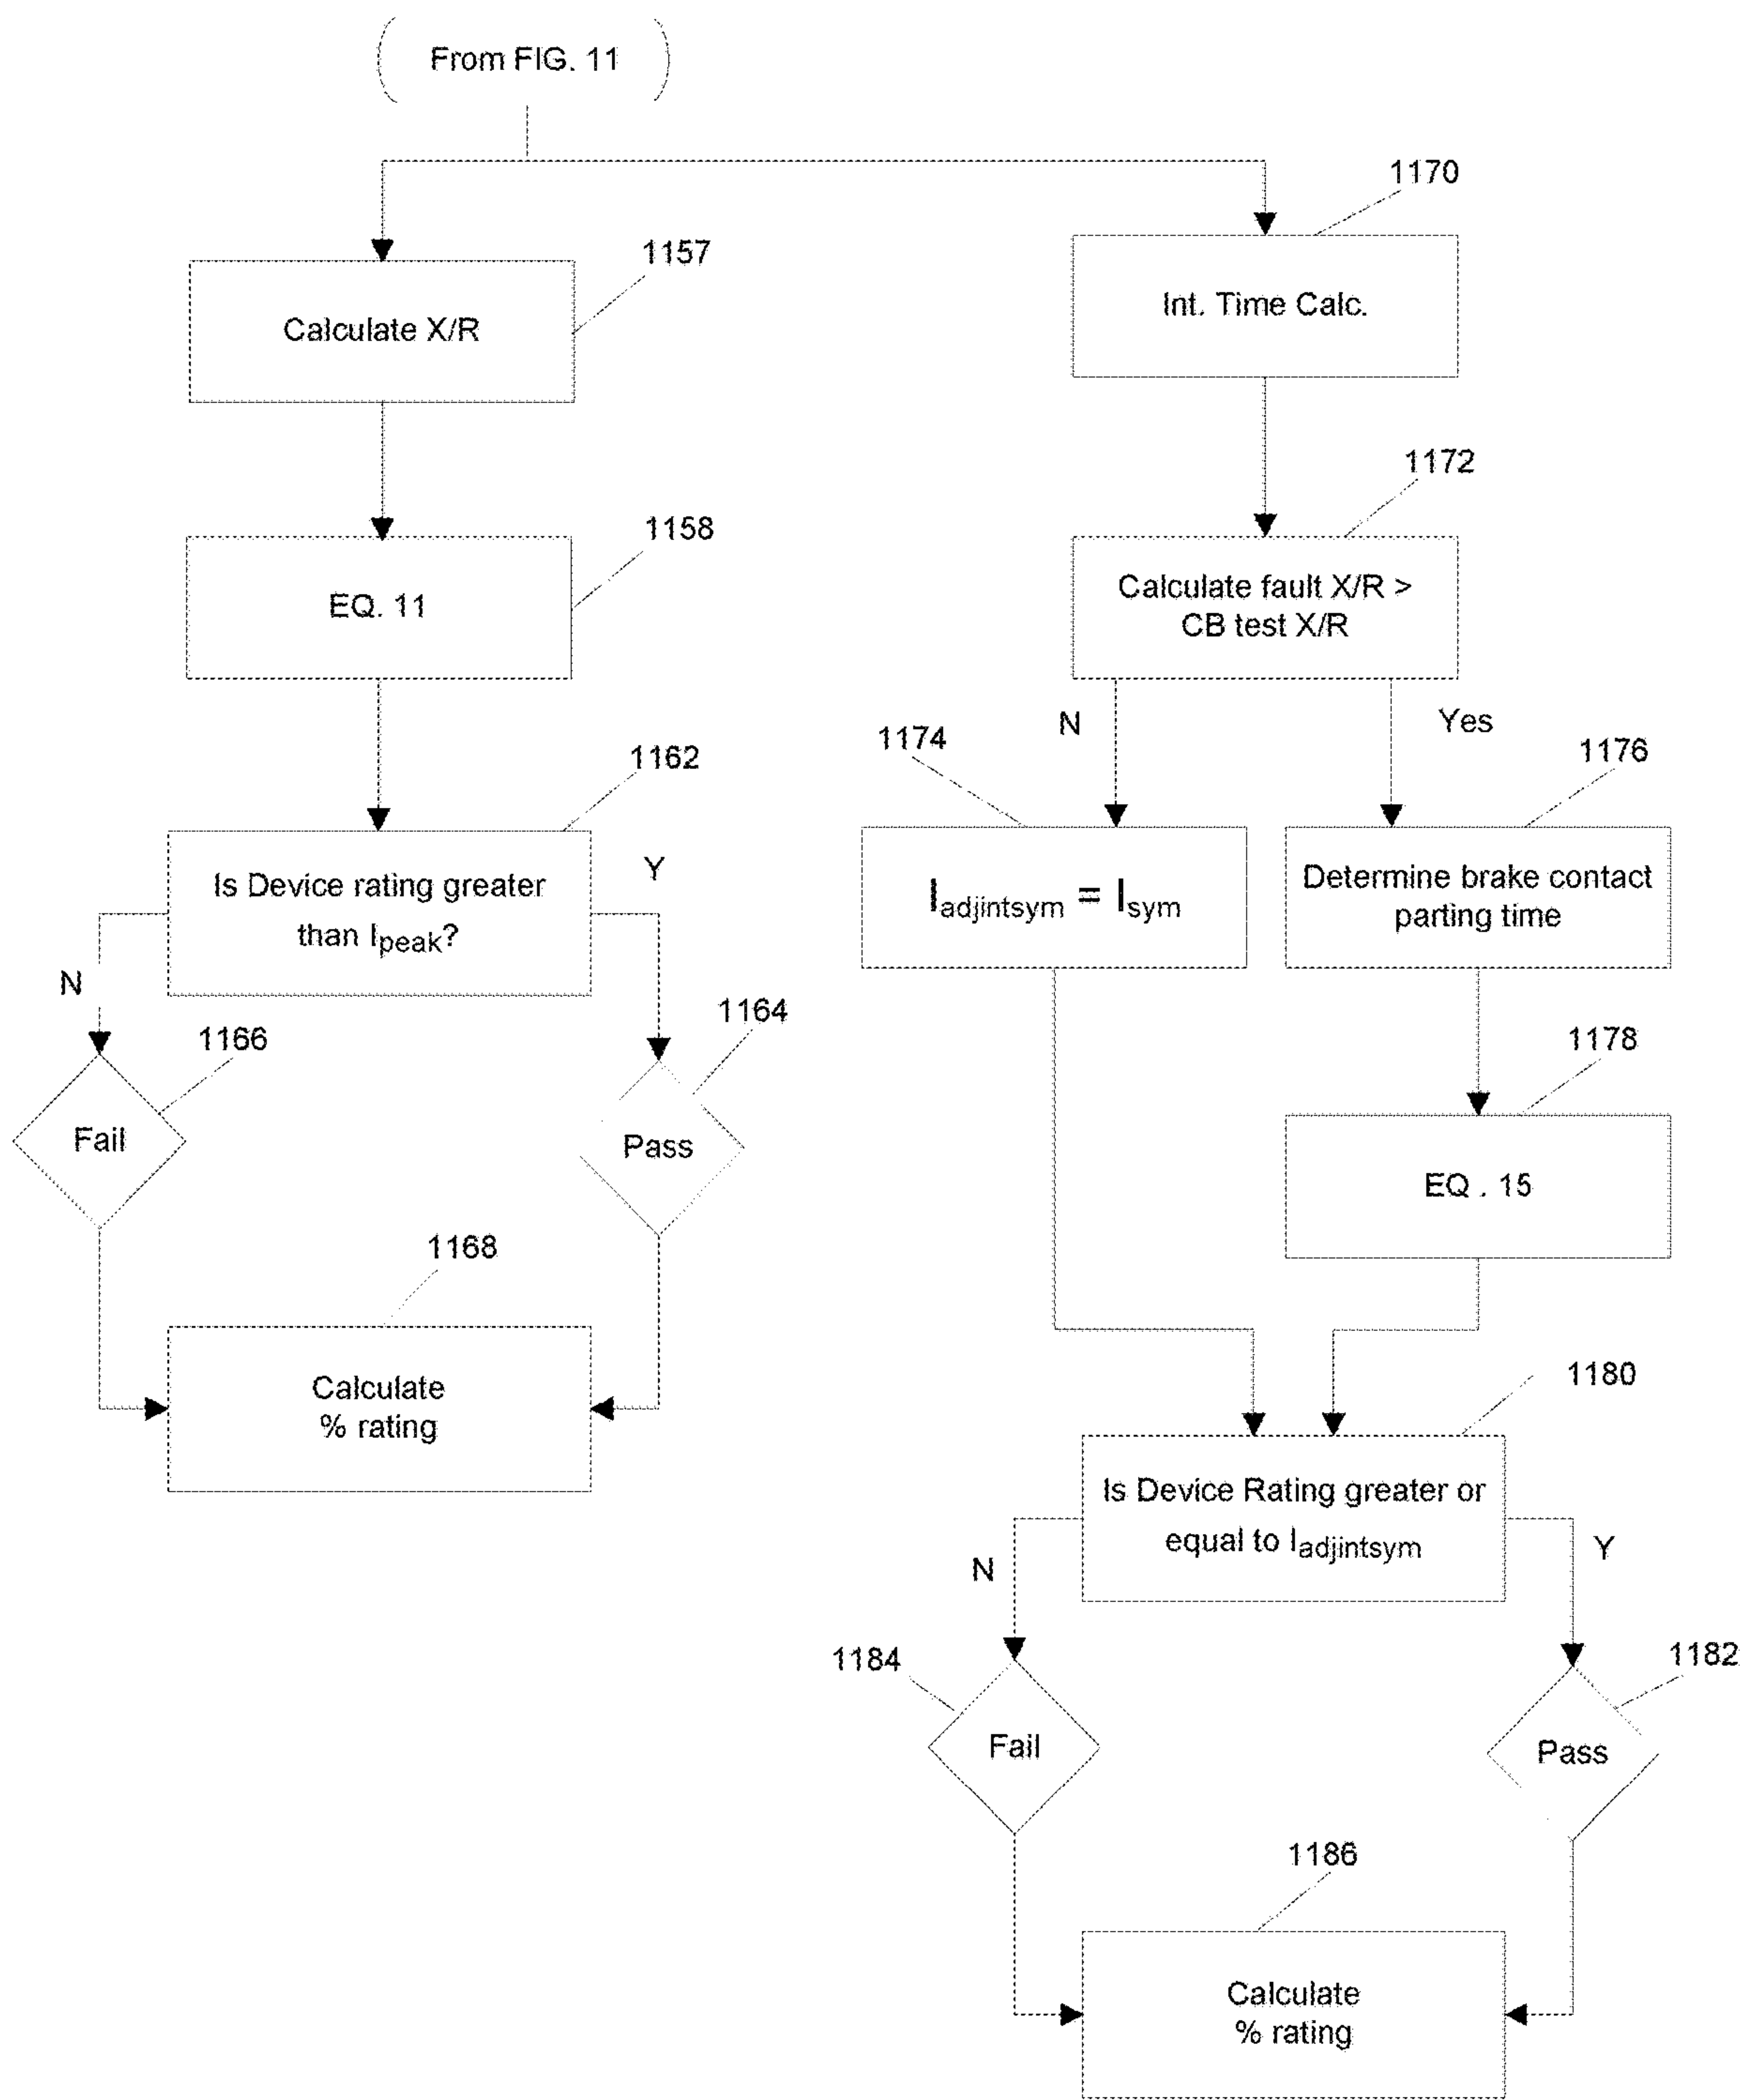 From FIG. 11
1170
1157
Int. Time Calc.
Calculate X/R
1172
1158
Calculate fault X/R >
CB test X/R
EQ. 11
N
Yes
1174
1176
1162
Is Device rating greater
than Ipeak?
Y
N
Iadjintsym = Isym
Determine brake contact
parting time
1164
1166
1178
Fail
Pass
EQ . 15
1168
Calculate
% rating
1180
Is Device Rating greater or
equal to Iadjintsym
N
Y
1184
1182
Fail
Pass
1186
Calculate
% rating